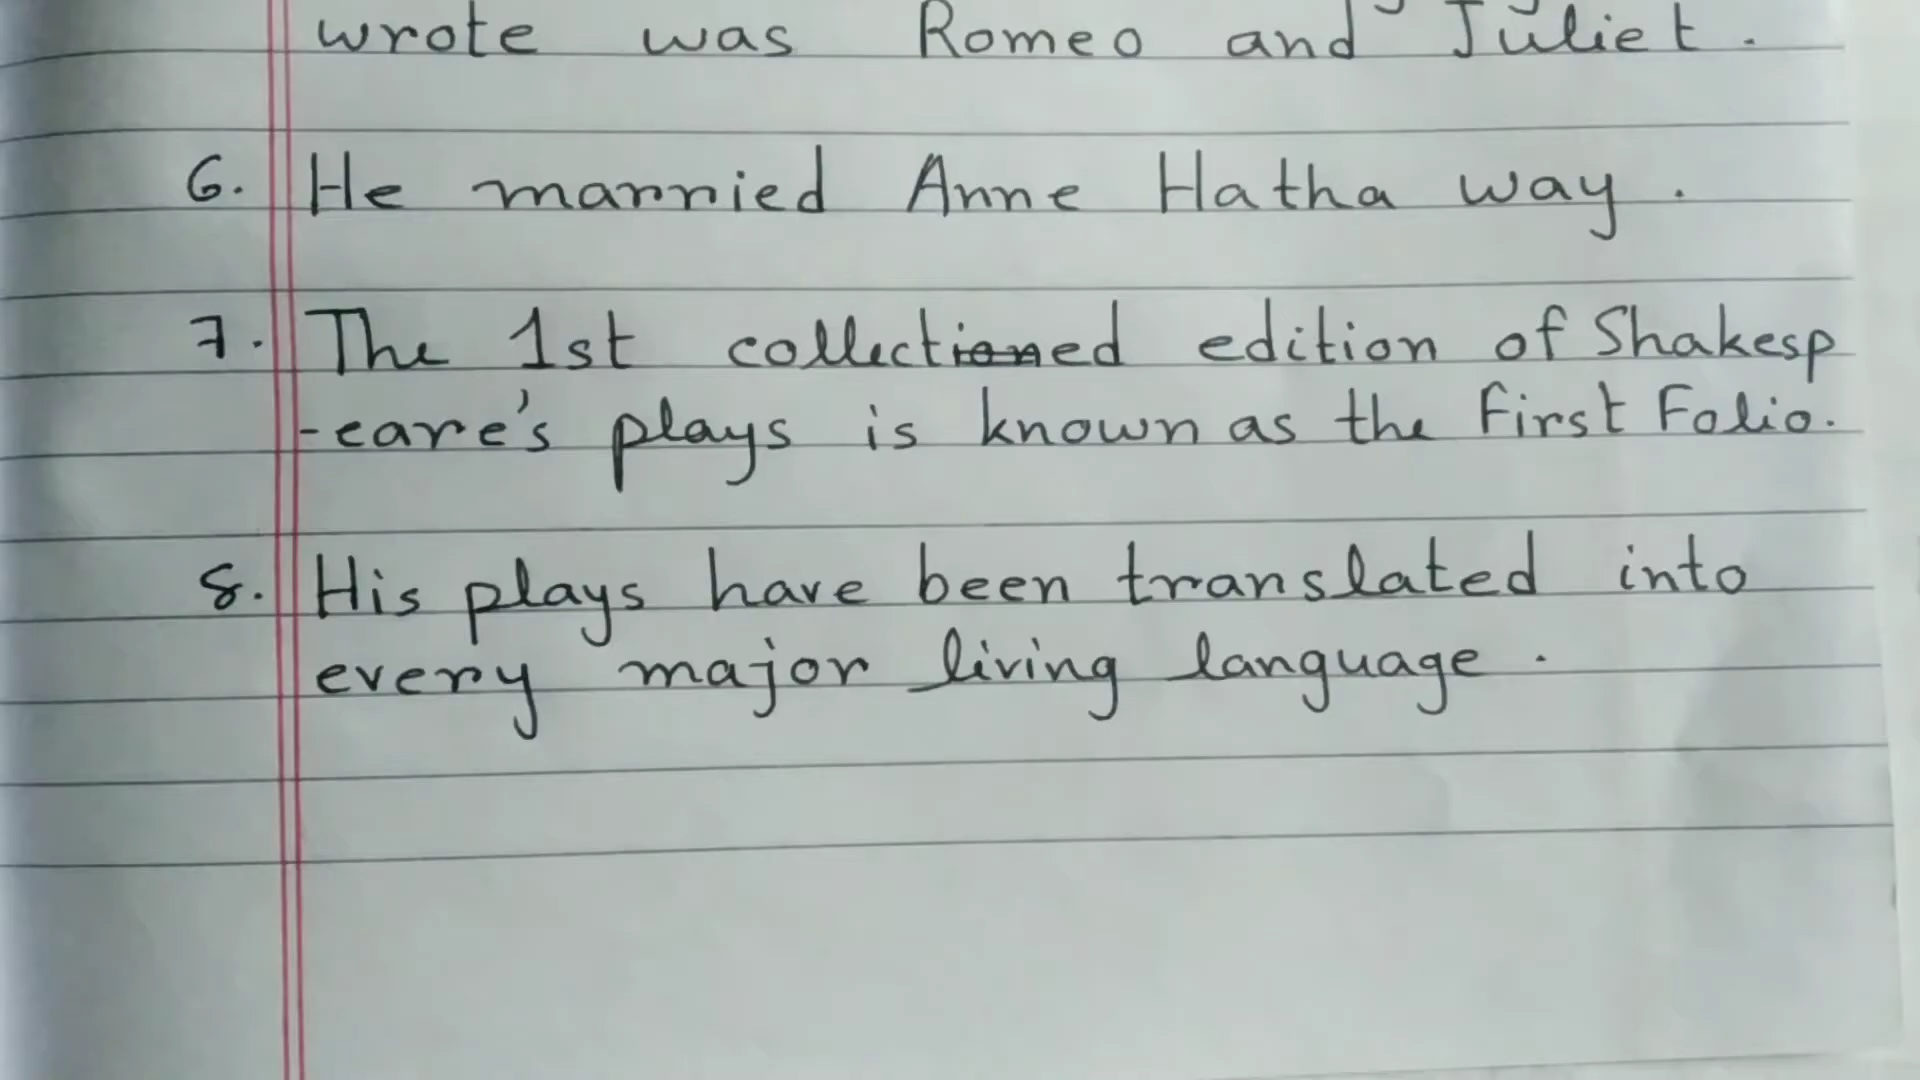 wrote was Romeo and Juliet.
6. He married Anne Hatha way.
7. The 1st collectioned edition of Shakesp
-eare's plays is known as the First Folio.
8. His plays have been translated into
every major living language.